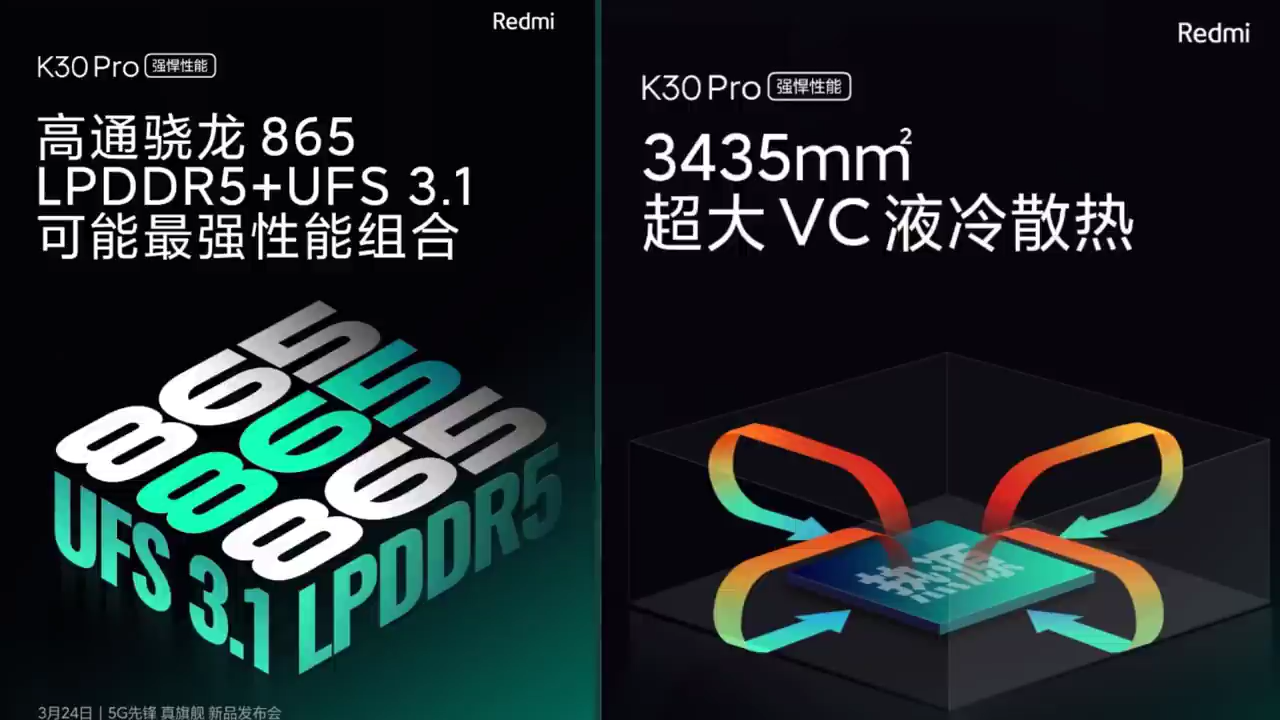 Redmi
K30 Pro 强悍性能
高通骁龙 865
LPDDR5+UFS 3.1
可能最强性能组合
865
865
865
UFS 3.1
LPDDR5
3月24日 | 5G先锋 真旗舰 新品发布会
Redmi
K30 Pro 强悍性能
3435mm²
超大 VC 液冷散热
热源